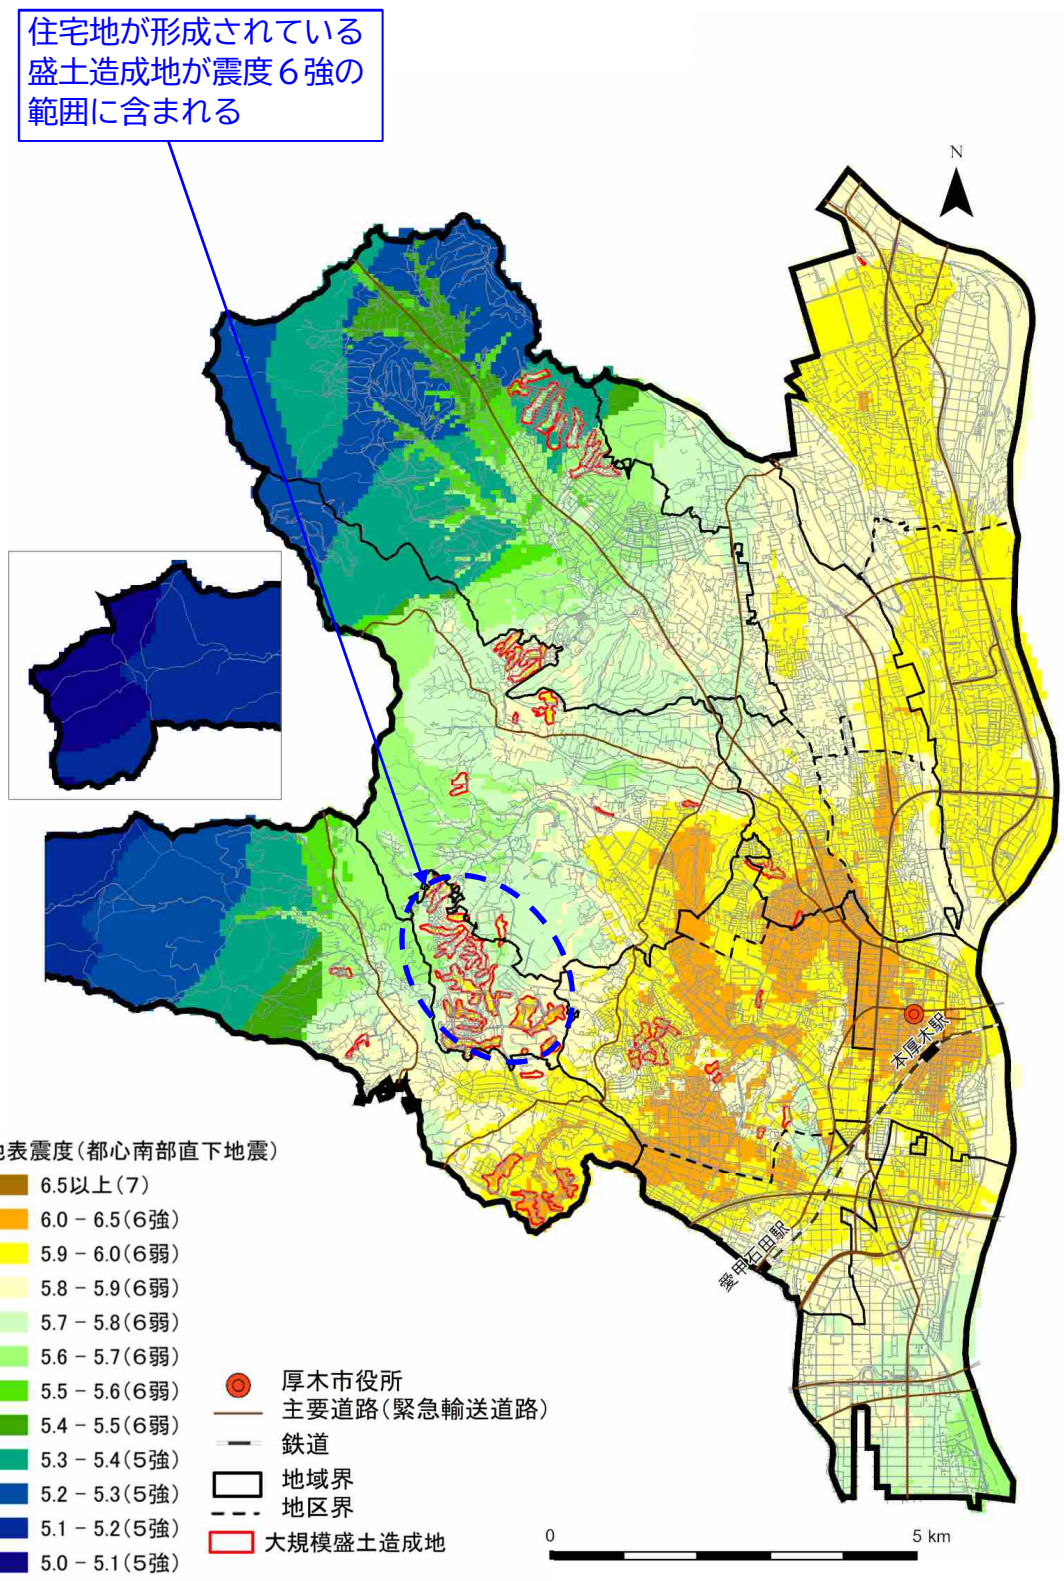 住宅地が形成されている
盛土造成地が震度６強の
範囲に含まれる
N
本厚木駅
愛甲石田駅
地表震度(都心南部直下地震)
6.5以上(7)
6.0 - 6.5(6強)
5.9 - 6.0(6弱)
5.8 - 5.9(6弱)
5.7 - 5.8(6弱)
5.6 - 5.7(6弱)
5.5 - 5.6(6弱)
5.4 - 5.5(6弱)
5.3 - 5.4(5強)
5.2 - 5.3(5強)
5.1 - 5.2(5強)
5.0 - 5.1(5強)
厚木市役所
主要道路(緊急輸送道路)
鉄道
地域界
地区界
大規模盛土造成地
0 5 km